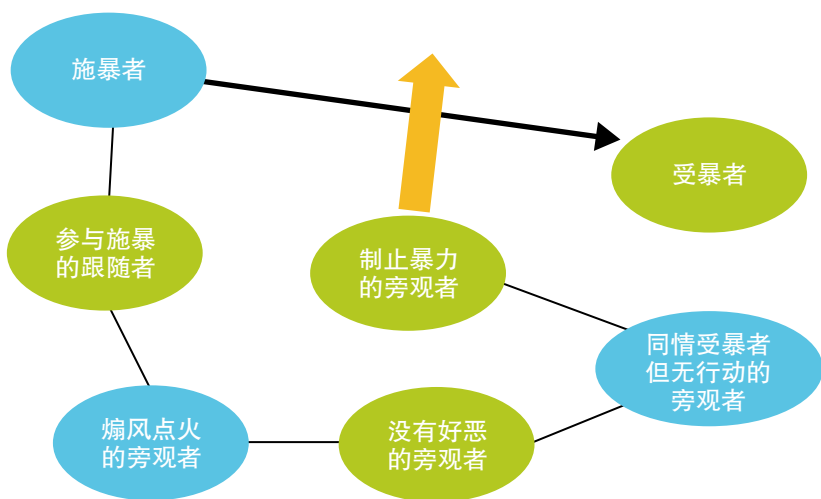 施暴者
受暴者
参与施暴
的跟随者
制止暴力
的旁观者
同情受暴者
但无行动的
旁观者
煽风点火
的旁观者
没有好恶
的旁观者